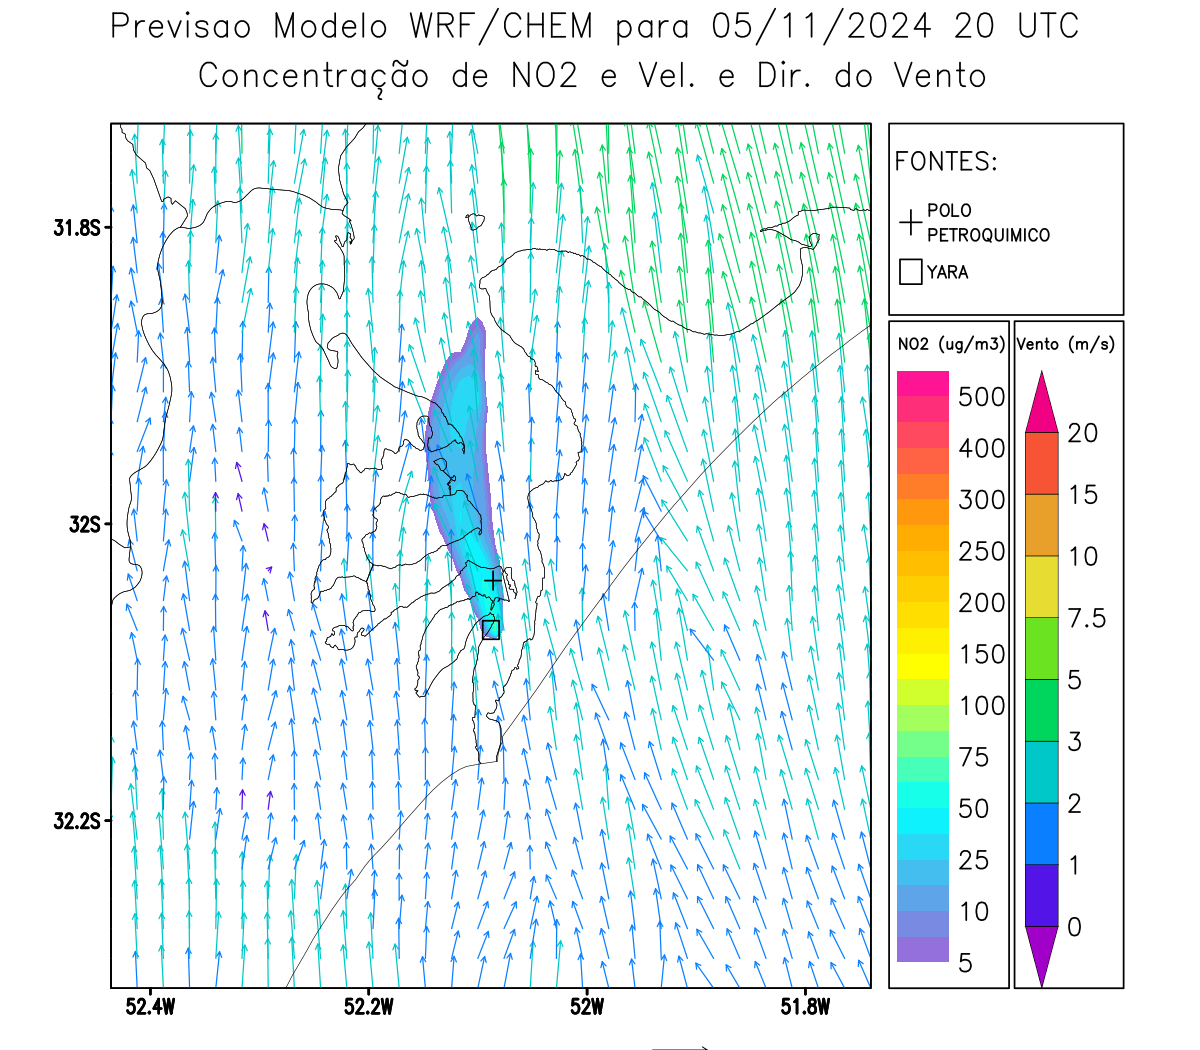 Previsao Modelo WRF/CHEM para 05/11/2024 20 UTC
Concentração de NO2 e Vel. e Dir. do Vento
FONTES:
POLO
PETROQUIMICO
YARA
NO2 (ug/m3)
500
400
300
250
200
150
100
75
50
25
10
5
Vento (m/s)
20
15
10
7.5
5
3
2
1
0
31.8S
32S
32.2S
52.4W
52.2W
52W
51.8W